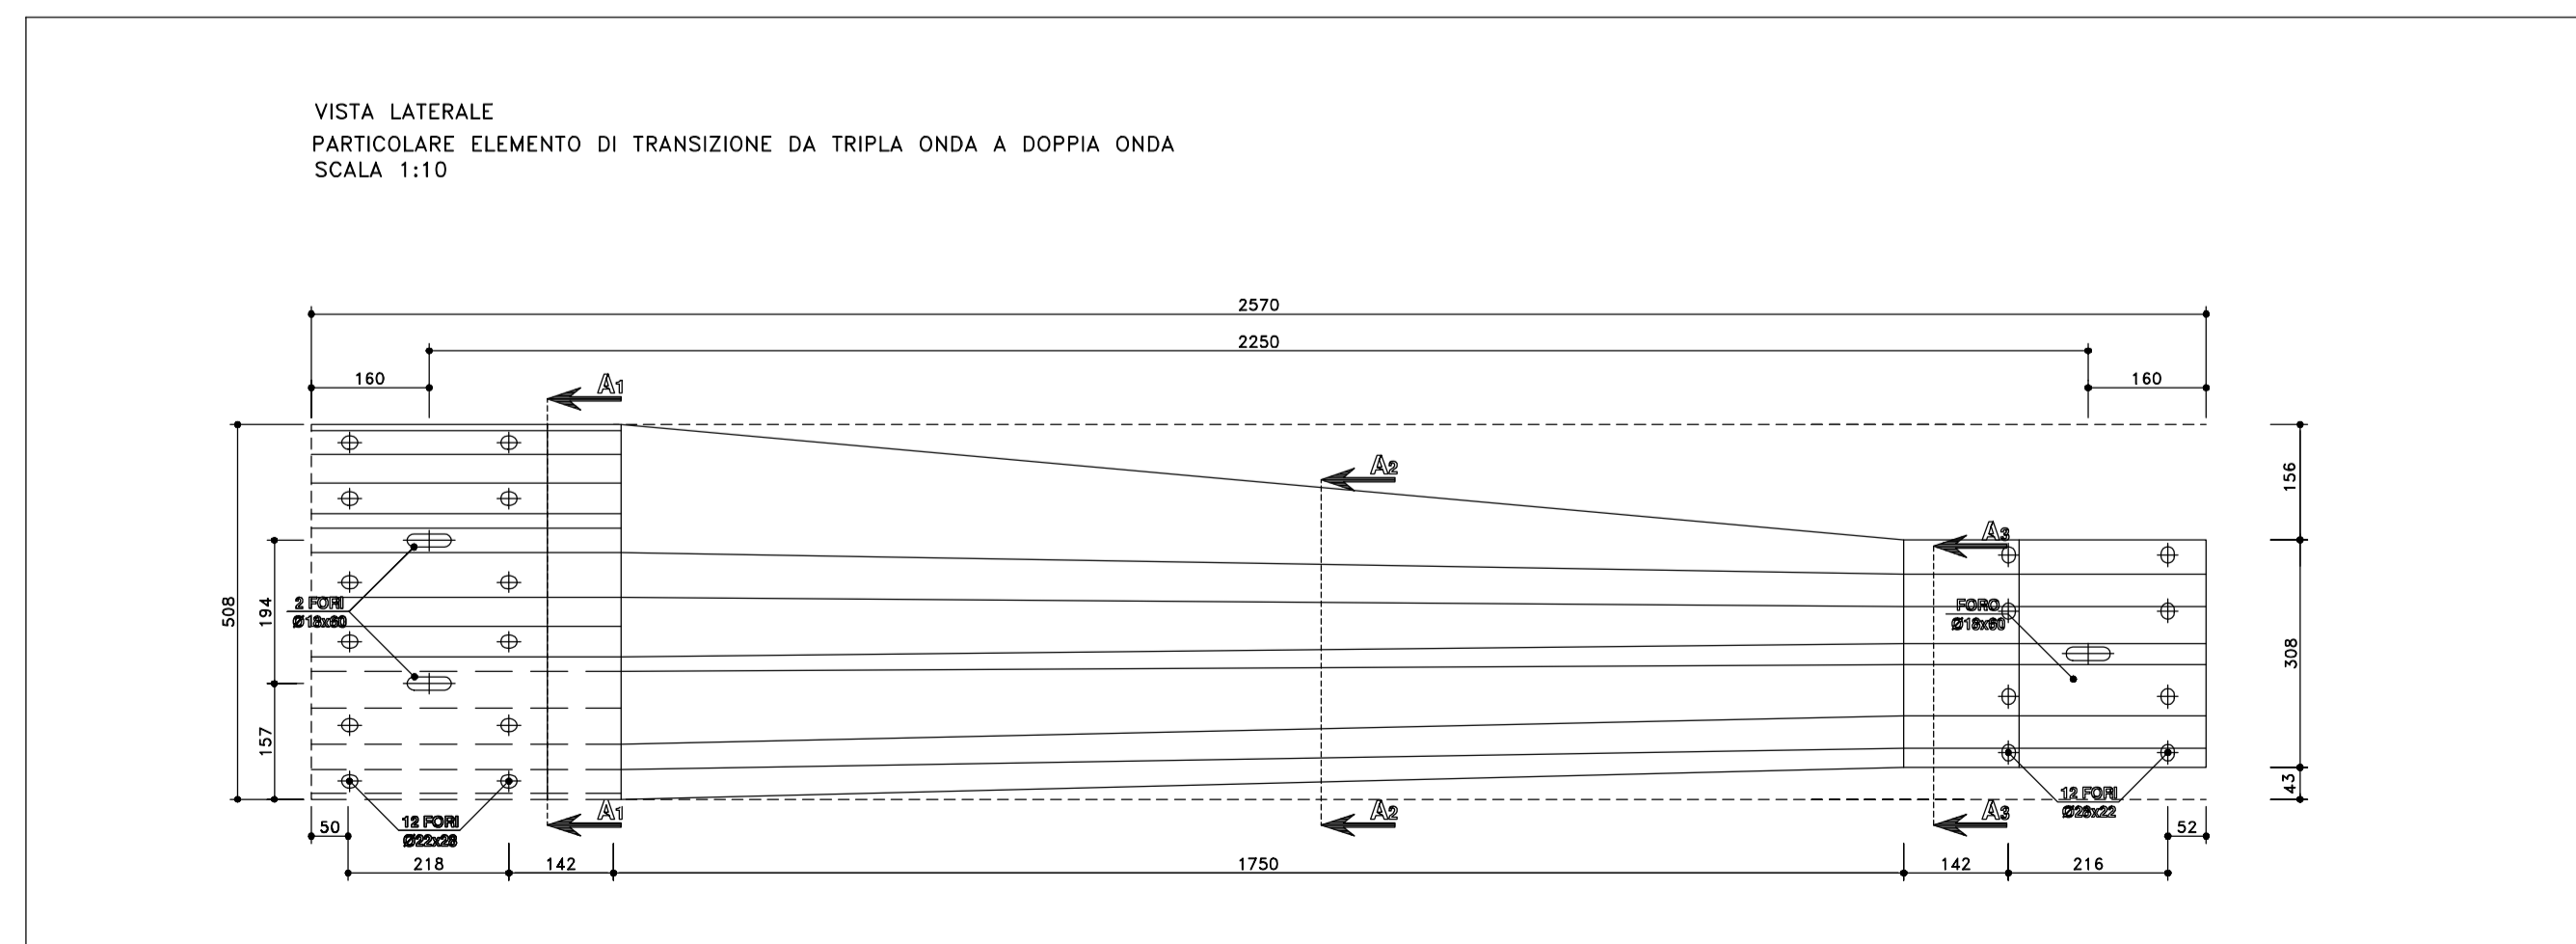 VISTA LATERALE
PARTICOLARE ELEMENTO DI TRANSIZIONE DA TRIPLA ONDA A DOPPIA ONDA
SCALA 1:10
2570
2250
160
160
A1
A2
A3
156
508
194
157
2 FORI
Ø18x60
FORO
Ø18x60
308
43
A1
A2
A3
12 FORI
Ø22x28
12 FORI
Ø28x22
50
52
218
142
1750
142
216